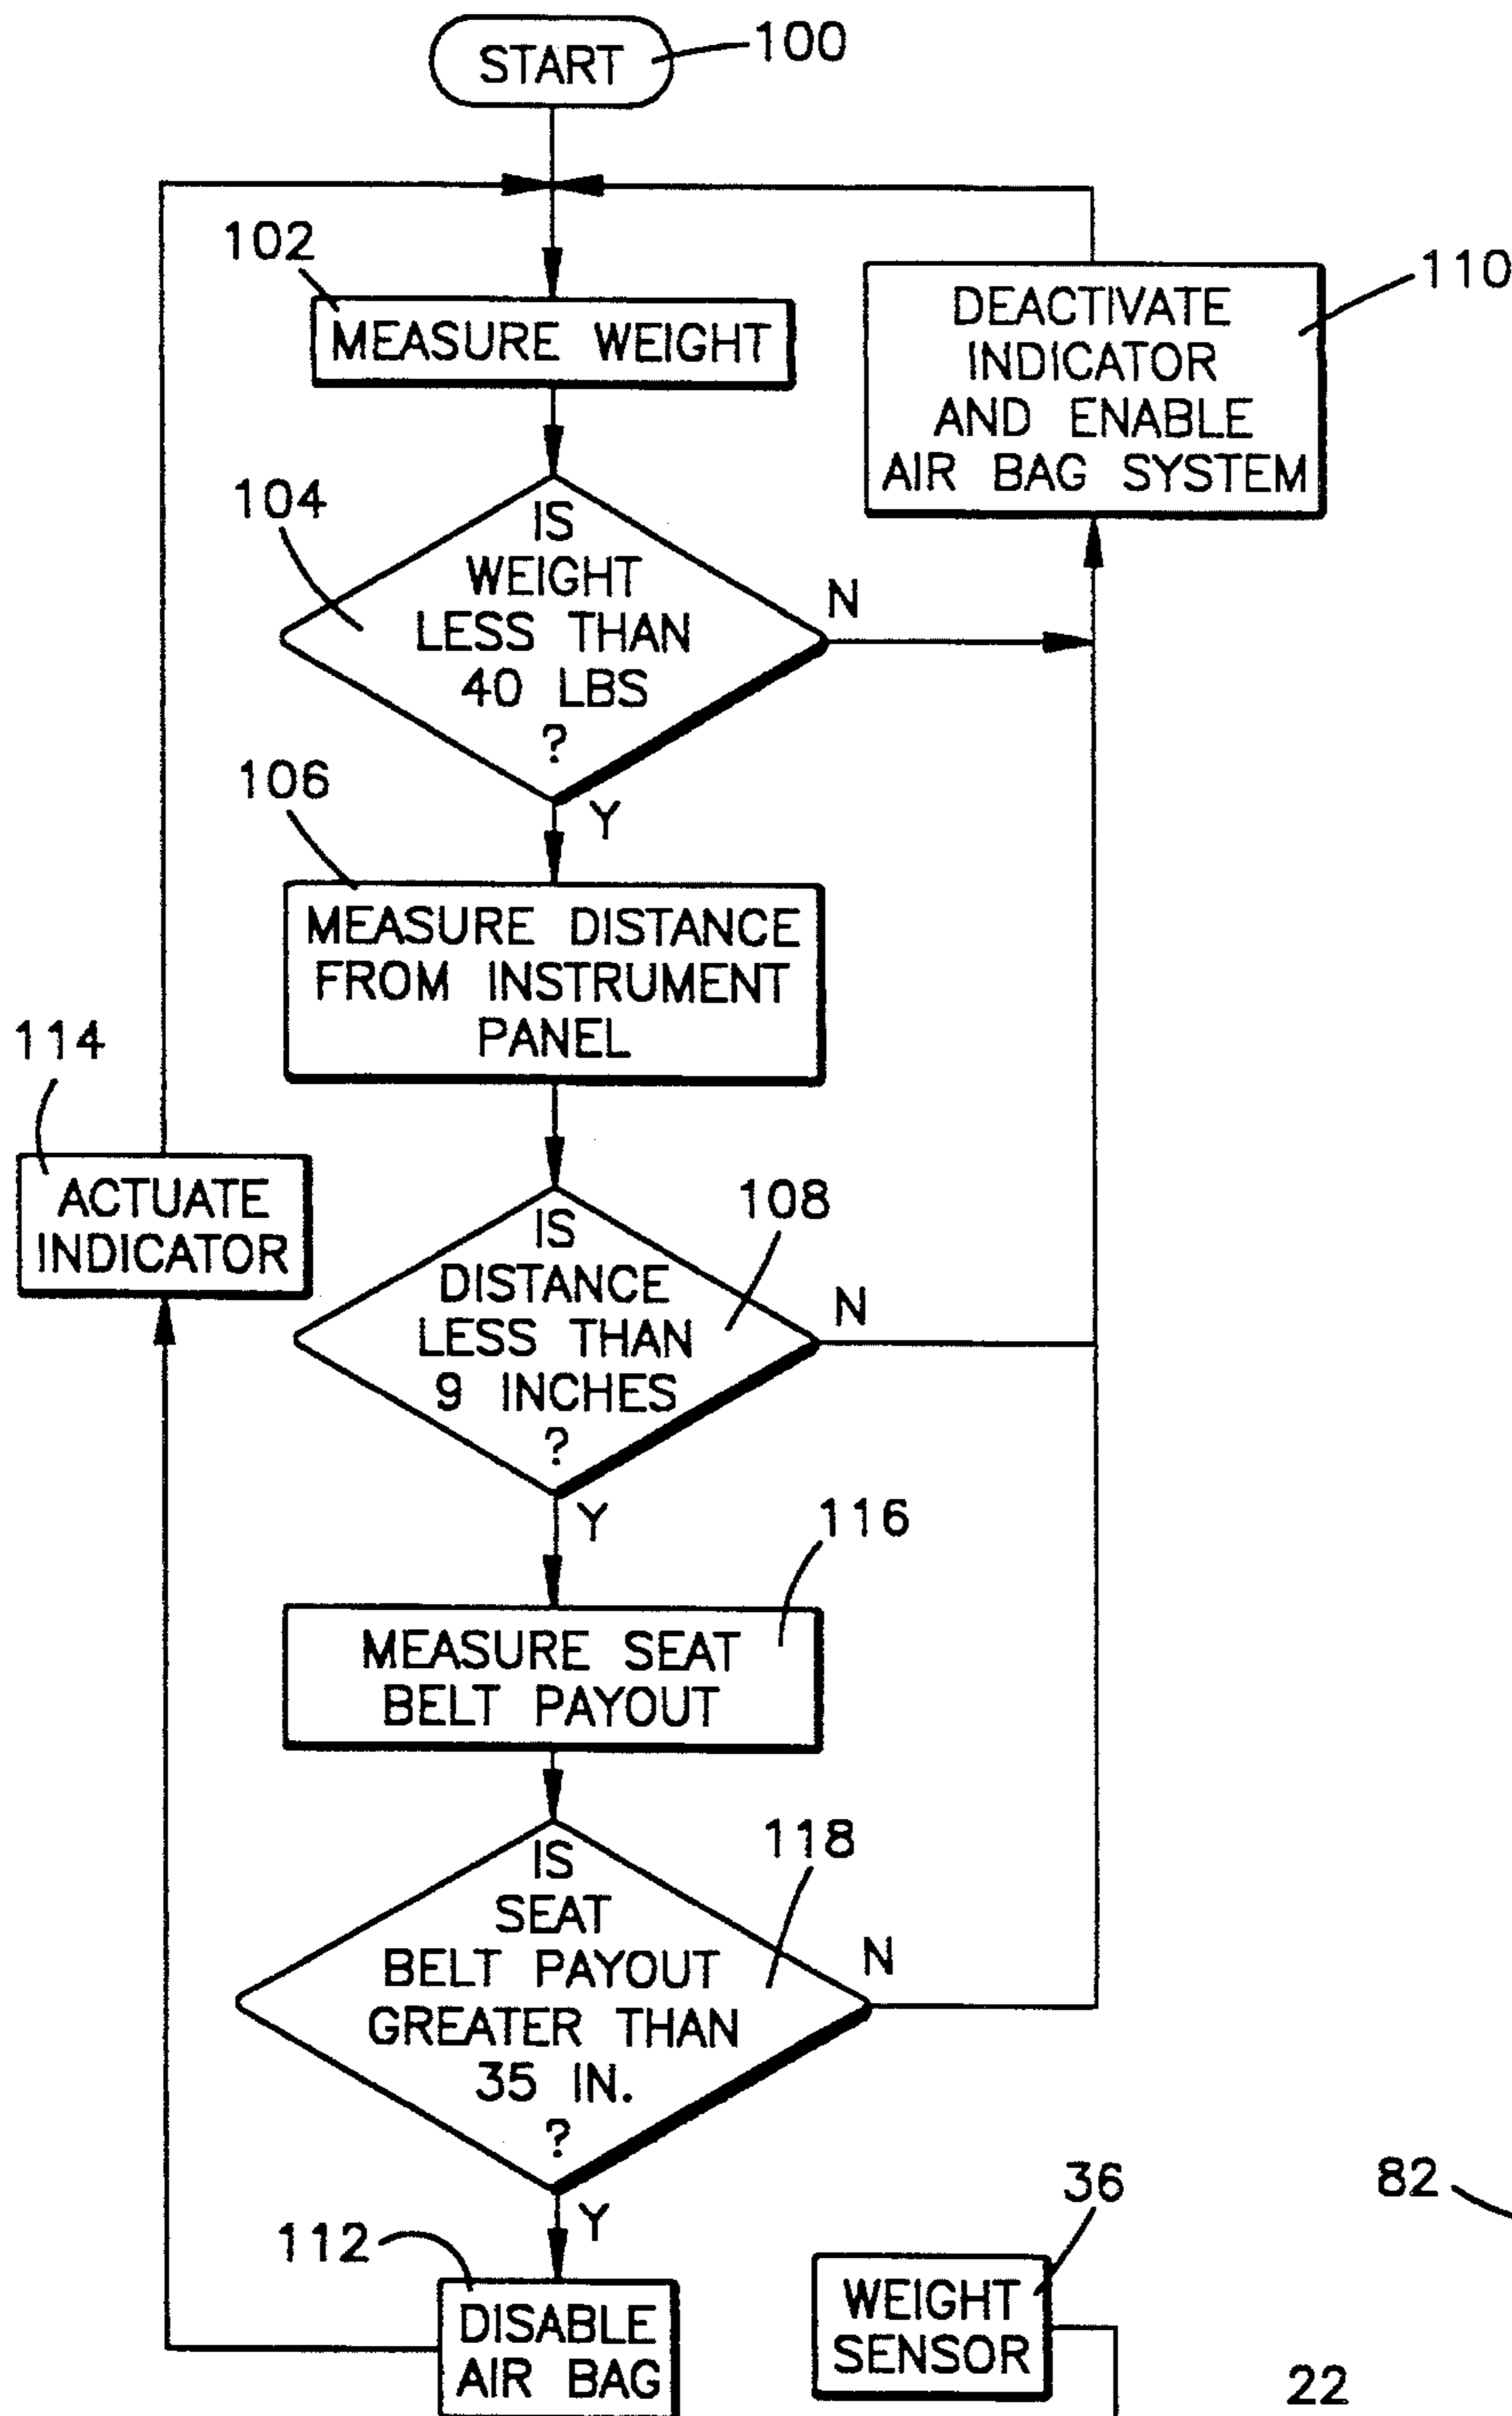 START
100
102
MEASURE WEIGHT
DEACTIVATE
INDICATOR
AND ENABLE
AIR BAG SYSTEM
110
104
IS
WEIGHT
LESS THAN
40 LBS
?
N
Y
106
MEASURE DISTANCE
FROM INSTRUMENT
PANEL
114
ACTUATE
INDICATOR
108
IS
DISTANCE
LESS THAN
9 INCHES
?
N
Y
116
MEASURE SEAT
BELT PAYOUT
118
IS
SEAT
BELT PAYOUT
GREATER THAN
35 IN.
?
N
Y
112
DISABLE
AIR BAG
36
WEIGHT
SENSOR
82
22